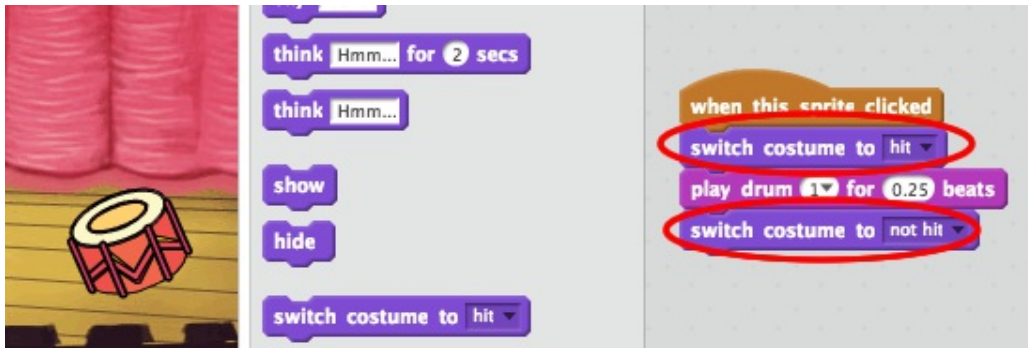 think Hmm... for 2 secs
think Hmm...
show
hide
switch costume to hit
when this sprite clicked
switch costume to hit
play drum 1 for 0.25 beats
switch costume to not hit